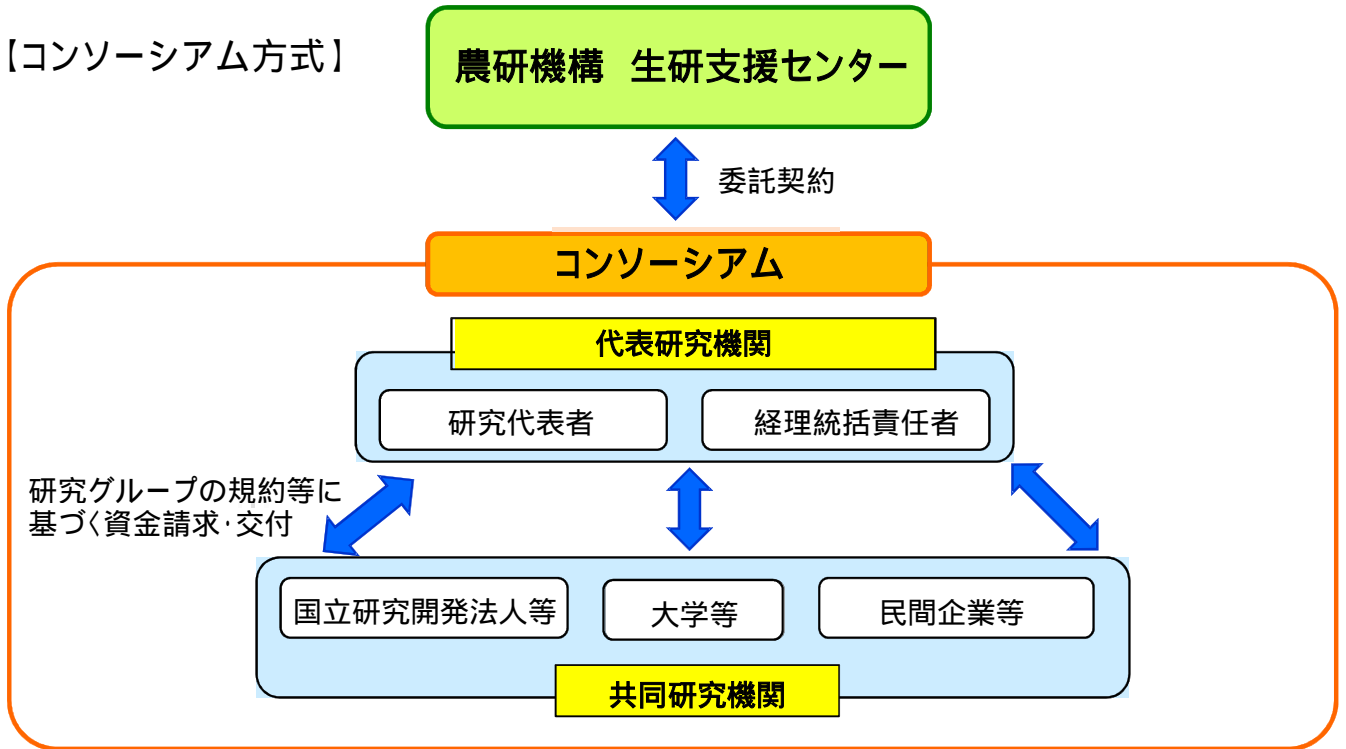 【コンソーシアム方式】
農研機構 生研支援センター
委託契約
コンソーシアム
代表研究機関
研究代表者
経理統括責任者
研究グループの規約等に
基づく資金請求・交付
国立研究開発法人等
大学等
民間企業等
共同研究機関